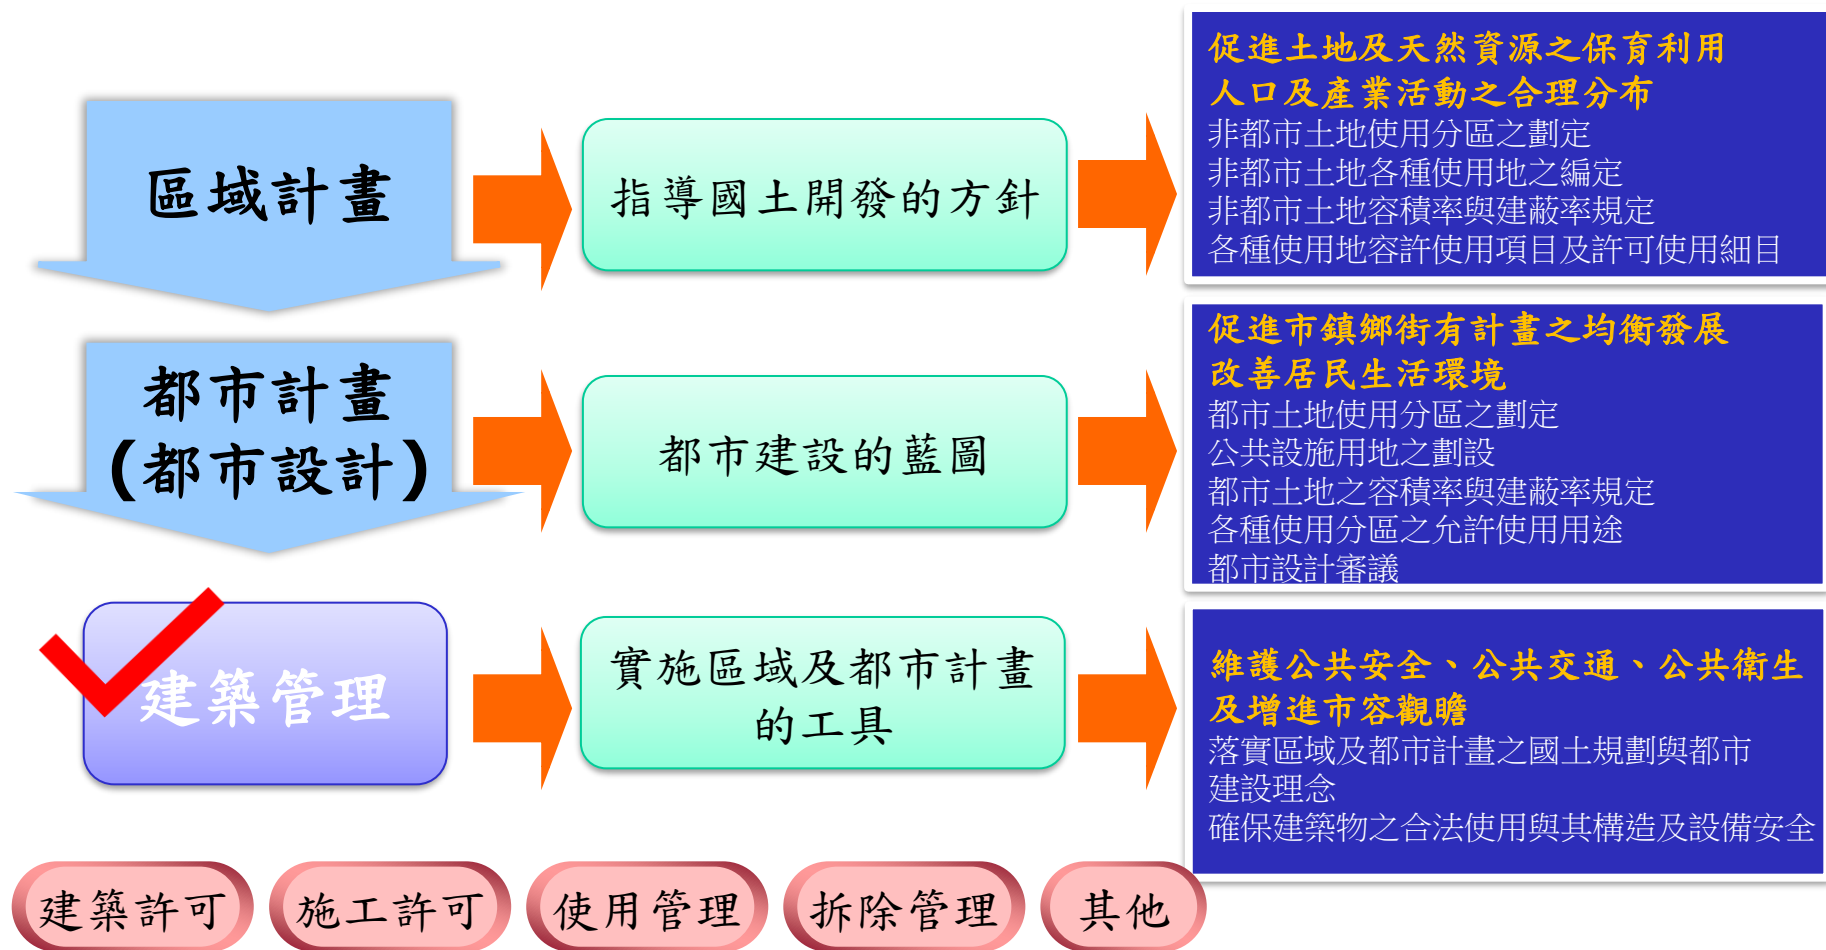 區域計畫
指導國土開發的方針
促進土地及天然資源之保育利用
人口及產業活動之合理分布
非都市土地使用分區之劃定
非都市土地各種使用地之編定
非都市土地容積率與建蔽率規定
各種使用地容許使用項目及許可使用細目
都市計畫
(都市設計)
都市建設的藍圖
促進市鎮鄉街有計畫之均衡發展
改善居民生活環境
都市土地使用分區之劃定
公共設施用地之劃設
都市土地之容積率與建蔽率規定
各種使用分區之允許使用用途
都市設計審議
建築管理
實施區域及都市計畫
的工具
維護公共安全、公共交通、公共衛生
及增進市容觀瞻
落實區域及都市計畫之國土規劃與都市
建設理念
確保建築物之合法使用與其構造及設備安全
建築許可
施工許可
使用管理
拆除管理
其他